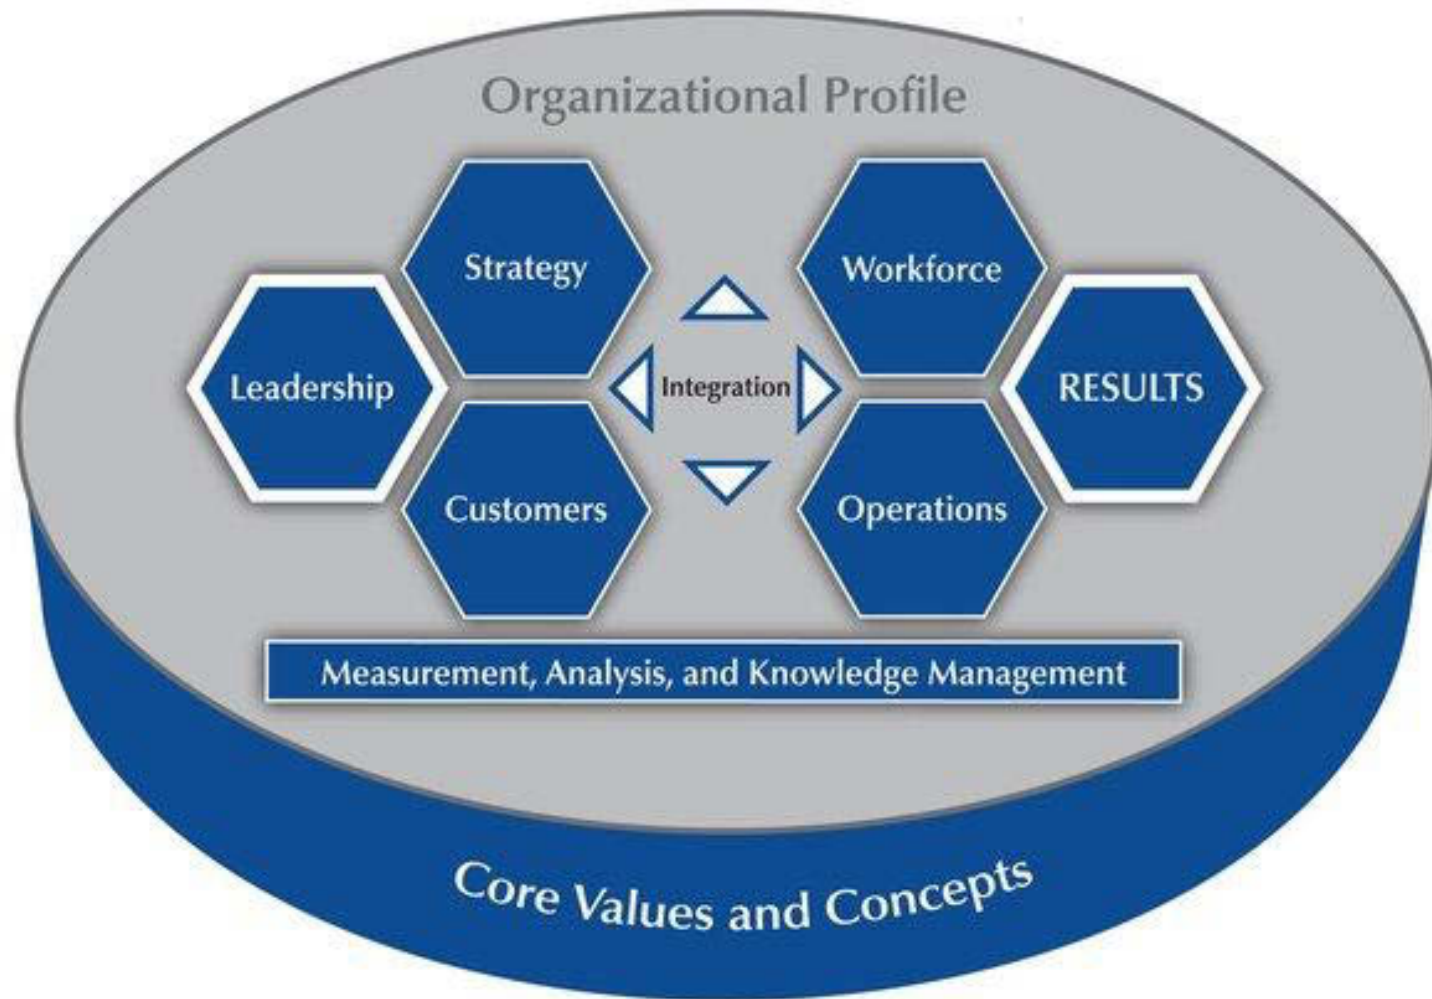 Organizational Profile
Strategy
Workforce
Leadership
Integration
RESULTS
Customers
Operations
Measurement, Analysis, and Knowledge Management
Core Values and Concepts